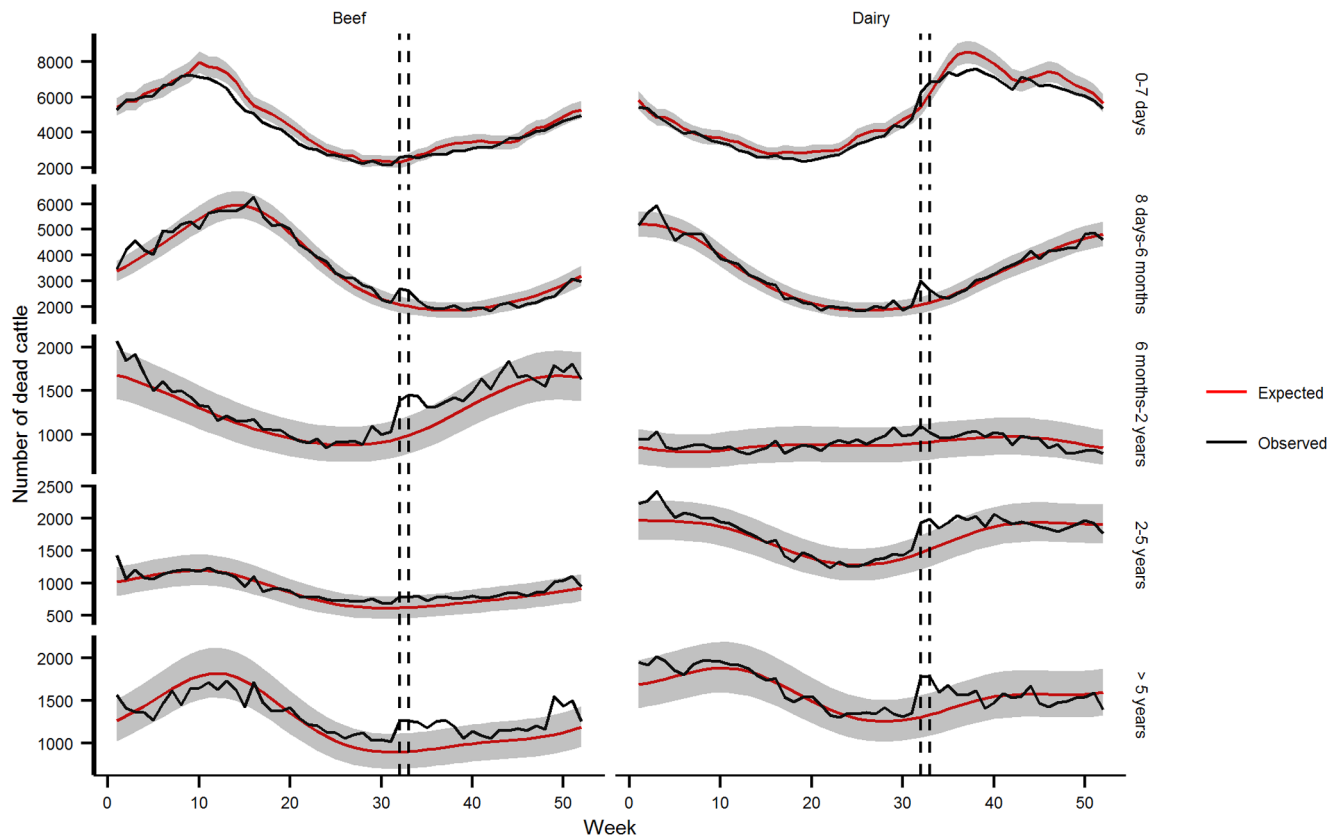 Beef
Dairy
8000
6000
4000
2000
0-7 days
6000
5000
4000
3000
2000
8 days-6 months
2000
1500
1000
6 months-2 years
2500
2000
1500
1000
500
2-5 years
2000
1500
1000
> 5 years
Number of dead cattle
Expected
Observed
0 10 20 30 40 50
0 10 20 30 40 50
Week